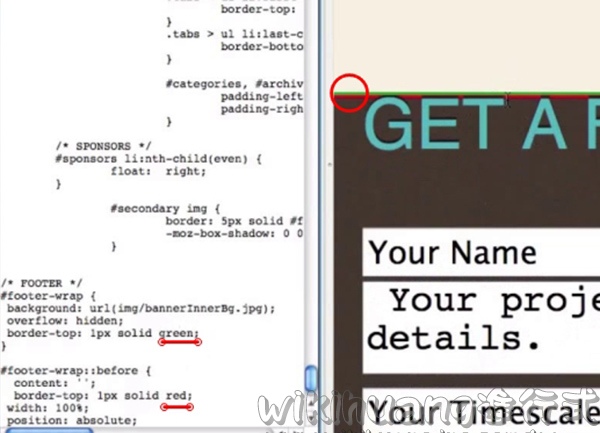 border-top:
}
.tabs > ul li:last-c
border-botto
}
#categories, #archiv
padding-left
padding-righ
}
/* SPONSORS */
#sponsors li:nth-child(even) {
float: right;
}
#secondary img {
border: 5px solid #f
-moz-box-shadow: 0 0
}
/* FOOTER */
#footer-wrap {
background: url(img/bannerInnerBg.jpg);
overflow: hidden;
border-top: 1px solid green;
}
#footer-wrap::before {
content: '';
border-top: 1px solid red;
width: 100%;
position: absolute;
GET A
Your Name
Your proje
details.
Your Timescale